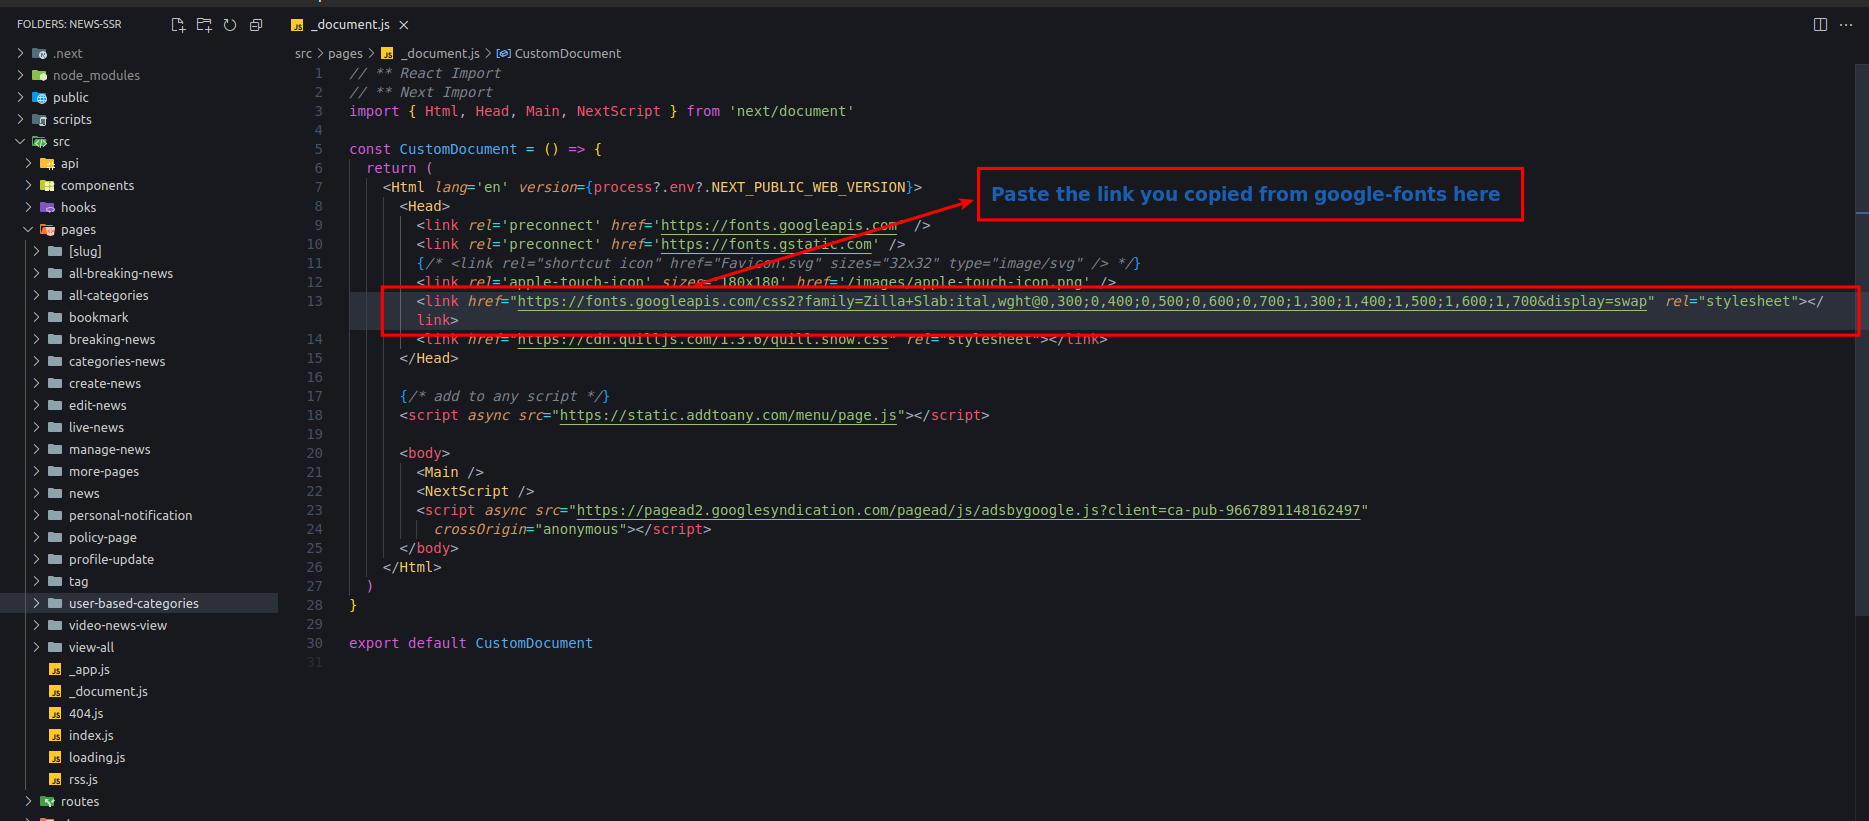 FOLDERS: NEWS-SSR
.next
node_modules
public
scripts
src
api
components
hooks
pages
[slug]
all-breaking-news
all-categories
bookmark
breaking-news
categories-news
create-news
edit-news
live-news
manage-news
more-pages
news
personal-notification
policy-page
profile-update
tag
user-based-categories
video-news-view
view-all
_app.js
_document.js
404.js
index.js
loading.js
rss.js
routes
_document.js
src > pages > _document.js > CustomDocument
1 // ** React Import
2 // ** Next Import
3 import { Html, Head, Main, NextScript } from 'next/document'
4
5 const CustomDocument = () => {
6 return (
7 <Html lang='en' version={process?.env?.NEXT_PUBLIC_WEB_VERSION}>
8 <Head>
9 <link rel='preconnect' href='https://fonts.googleapis.com' />
10 <link rel='preconnect' href='https://fonts.gstatic.com' />
11 {/* <link rel="shortcut icon" href="Favicon.svg" sizes="32x32" type="image/svg" /> */}
12 <link rel='apple-touch-icon' sizes='180x180' href='/images/apple-touch-icon.png' />
13 <link href="https://fonts.googleapis.com/css2?family=Zilla+Slab:ital,wght@0,300;0,400;0,500;0,600;0,700;1,300;1,400;1,500;1,600;1,700&display=swap" rel="stylesheet"></
link>
14 <link href="https://cdn.quilljs.com/1.3.6/quill.snow.css" rel="stylesheet"></link>
15 </Head>
16
17 {/* add to any script */}
18 <script async src="https://static.addtoany.com/menu/page.js"></script>
19
20 <body>
21 <Main />
22 <NextScript />
23 <script async src="https://pagead2.googlesyndication.com/pagead/js/adsbygoogle.js?client=ca-pub-9667891148162497"
24 crossOrigin="anonymous"></script>
25 </body>
26 </Html>
27 )
28 }
29
30 export default CustomDocument
31
Paste the link you copied from google-fonts here